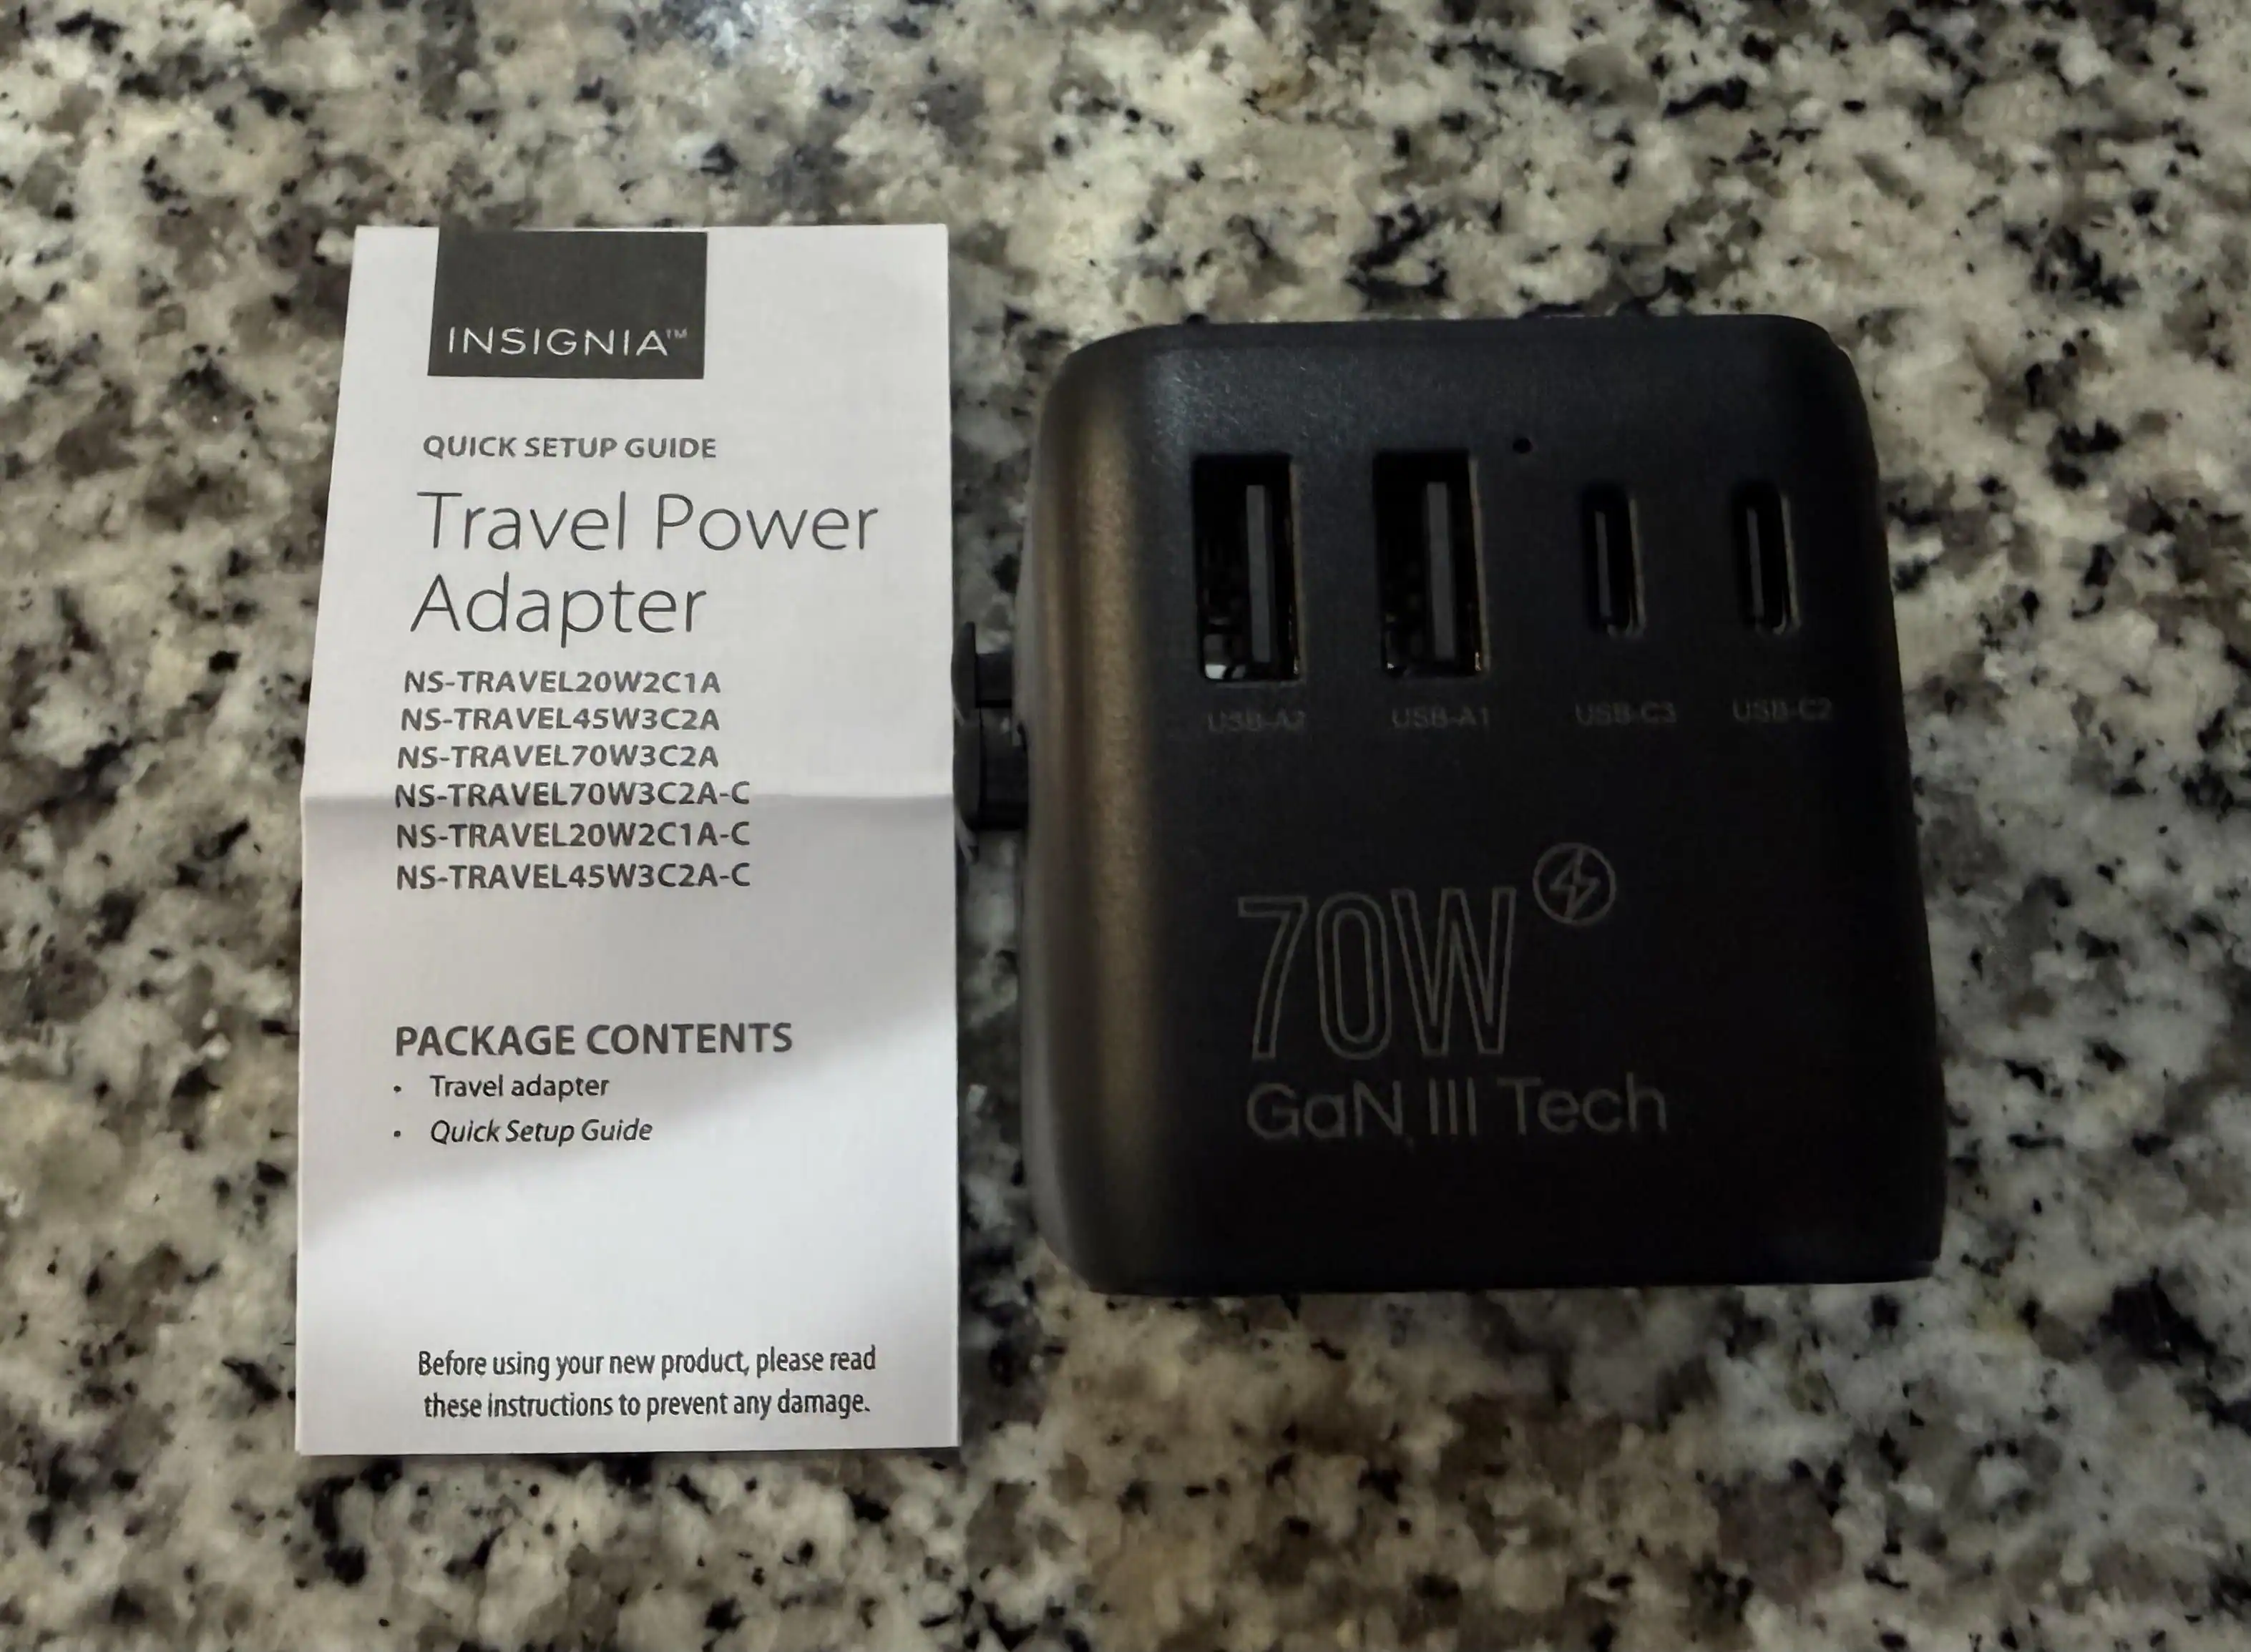 INSIGNIA™
QUICK SETUP GUIDE
Travel Power
Adapter
NS-TRAVEL20W2C1A
NS-TRAVEL45W3C2A
NS-TRAVEL70W3C2A
NS-TRAVEL70W3C2A-C
NS-TRAVEL20W2C1A-C
NS-TRAVEL45W3C2A-C
PACKAGE CONTENTS
• Travel adapter
• Quick Setup Guide
Before using your new product, please read
these instructions to prevent any damage.
USB-A2 USB-A1 USB-C3 USB-C2
70W
GaN III Tech